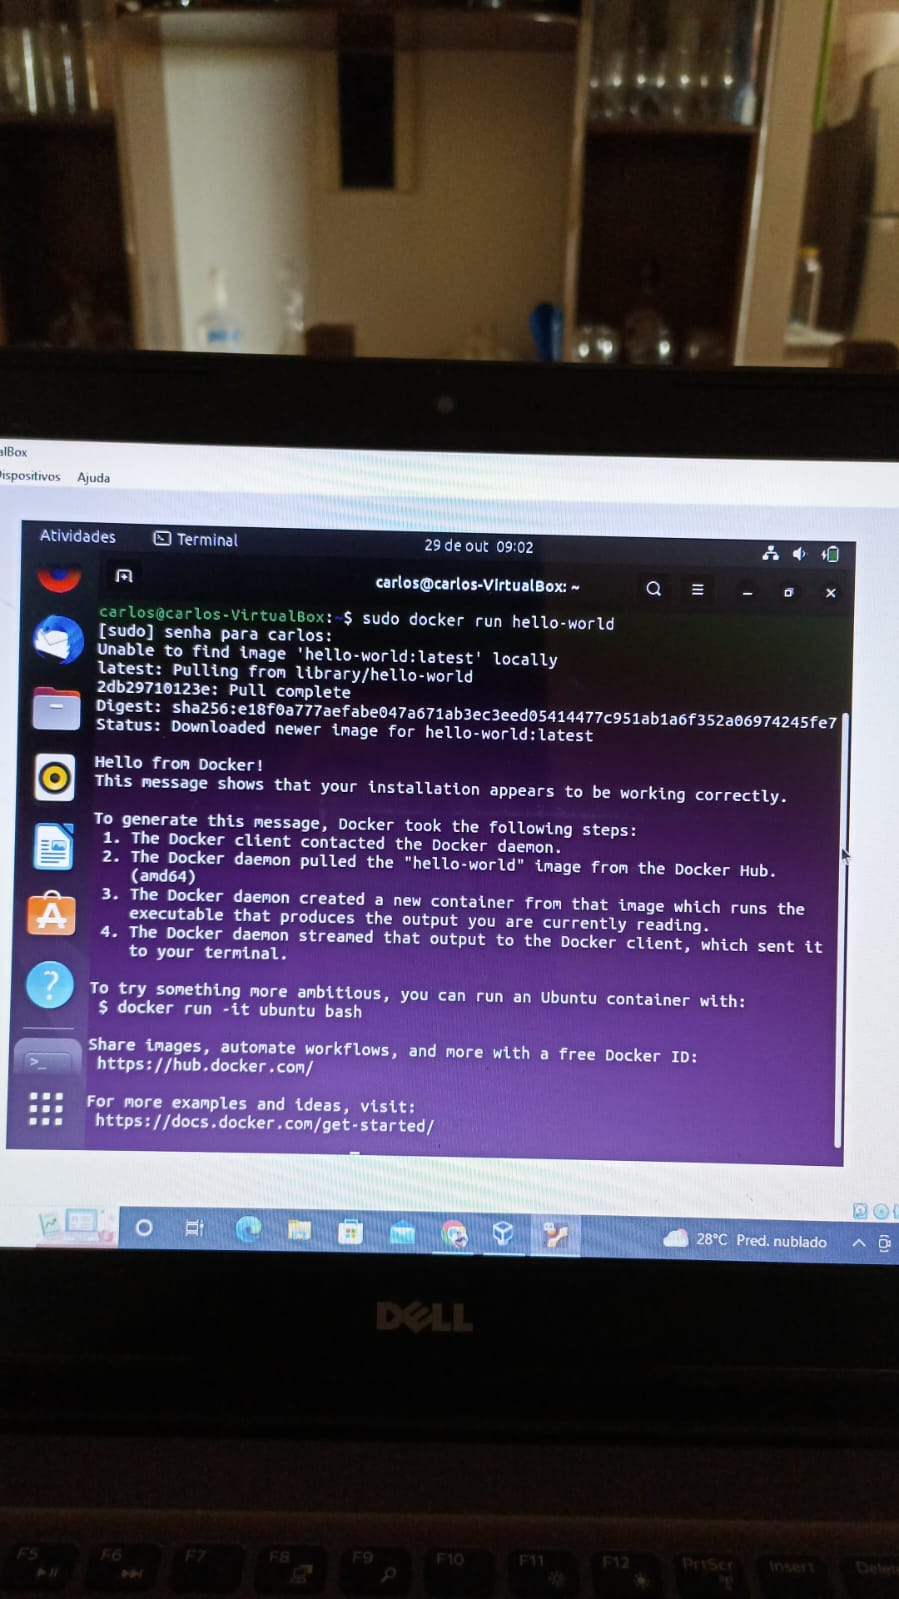 alBox
ispositivos Ajuda
Atividades Terminal 29 de out 09:02
carlos@carlos-VirtualBox: ~
carlos@carlos-VirtualBox:~$ sudo docker run hello-world
[sudo] senha para carlos:
Unable to find image 'hello-world:latest' locally
latest: Pulling from library/hello-world
2db29710123e: Pull complete
Digest: sha256:e18f0a777aefabe047a671ab3ec3eed05414477c951ab1a6f352a06974245fe7
Status: Downloaded newer image for hello-world:latest
Hello from Docker!
This message shows that your installation appears to be working correctly.
To generate this message, Docker took the following steps:
1. The Docker client contacted the Docker daemon.
2. The Docker daemon pulled the "hello-world" image from the Docker Hub.
(amd64)
3. The Docker daemon created a new container from that image which runs the
executable that produces the output you are currently reading.
4. The Docker daemon streamed that output to the Docker client, which sent it
to your terminal.
To try something more ambitious, you can run an Ubuntu container with:
$ docker run -it ubuntu bash
Share images, automate workflows, and more with a free Docker ID:
https://hub.docker.com/
For more examples and ideas, visit:
https://docs.docker.com/get-started/
28°C Pred. nublado
DELL
F5 F6 F7 F8 F9 F10 F11 F12 PrtScr Insert Delete